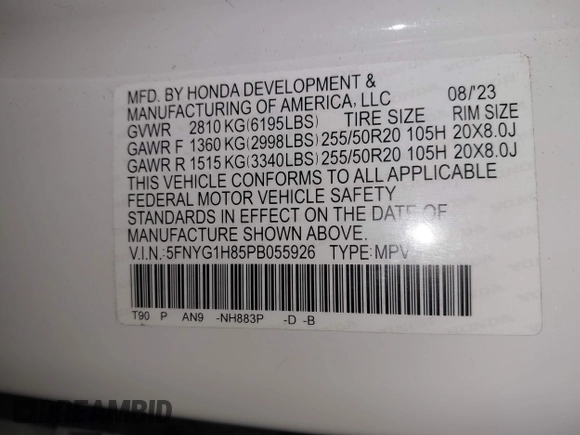 MFD. BY HONDA DEVELOPMENT &
MANUFACTURING OF AMERICA, LLC 08/'23
GVWR 2810 KG(6195LBS) TIRE SIZE RIM SIZE
GAWR F 1360 KG(2998LBS) 255/50R20 105H 20X8.0J
GAWR R 1515 KG(3340LBS) 255/50R20 105H 20X8.0J
THIS VEHICLE CONFORMS TO ALL APPLICABLE
FEDERAL MOTOR VEHICLE SAFETY
STANDARDS IN EFFECT ON THE DATE OF
MANUFACTURE SHOWN ABOVE.
V.I.N.:5FNYG1H85PB055926 TYPE:MPV
T90 P AN9 -NH883P -D -B